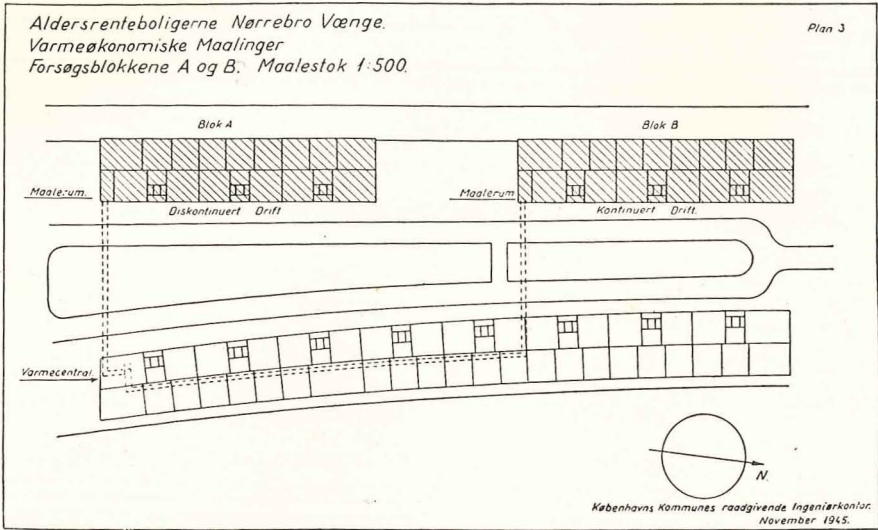 Aldersrenteboligerne Nørrebro Vænge.
Varmeøkonomiske Maalinger
Forsøgsblokkene A og B. Maalestok 1:500.
Plan 3
Blok A
Blok B
Maalerum.
Maalerum
Diskontinuert Drift
Kontinuert Drift.
Varmecentral.
N.
Københavns Kommunes raadgivende Ingeniørkontor.
November 1945.